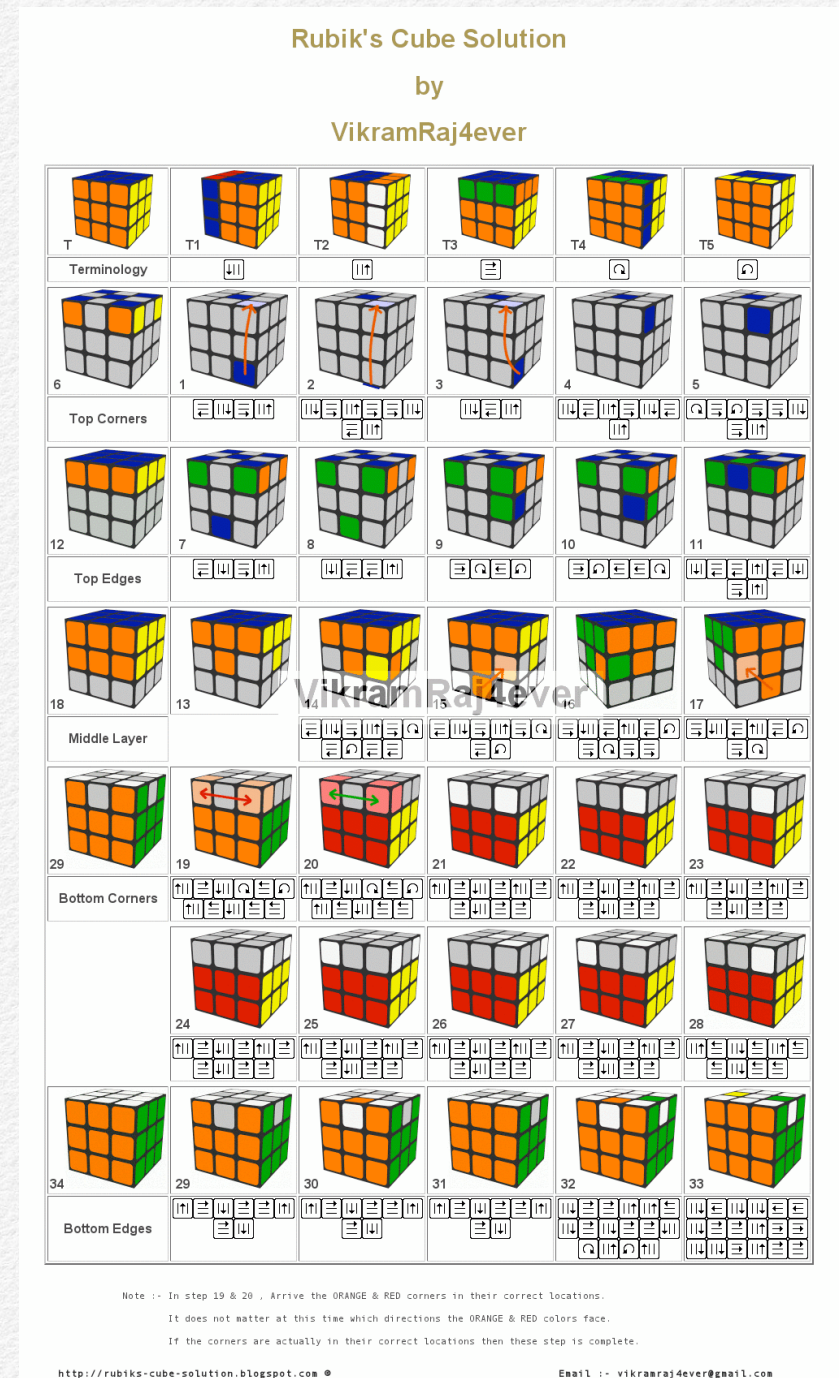 Rubik's Cube Solution
by
VikramRaj4ever
T T1 T2 T3 T4 T5
Terminology
6 1 2 3 4 5
Top Corners
12 7 8 9 10 11
Top Edges
18 13 14 15 16 17
VikramRaj4ever
Middle Layer
29 19 20 21 22 23
Bottom Corners
24 25 26 27 28
34 29 30 31 32 33
Bottom Edges
Note :- In step 19 & 20 , Arrive the ORANGE & RED corners in their correct locations.
It does not matter at this time which directions the ORANGE & RED colors face.
If the corners are actually in their correct locations then these step is complete.
http://rubiks-cube-solution.blogspot.com © Email :- vikramraj4ever@gmail.com